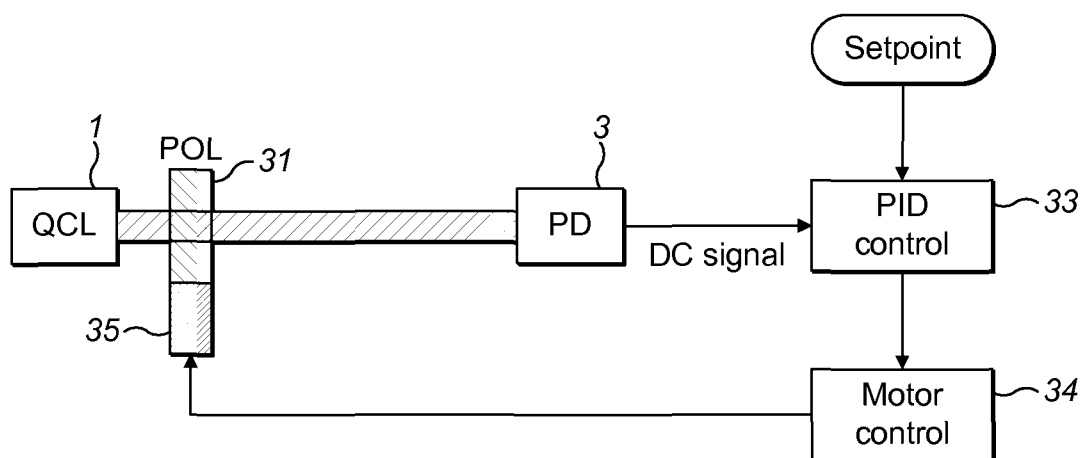 Setpoint
1
POL
31
3
QCL
PD
DC signal
PID
control
33
35
Motor
control
34